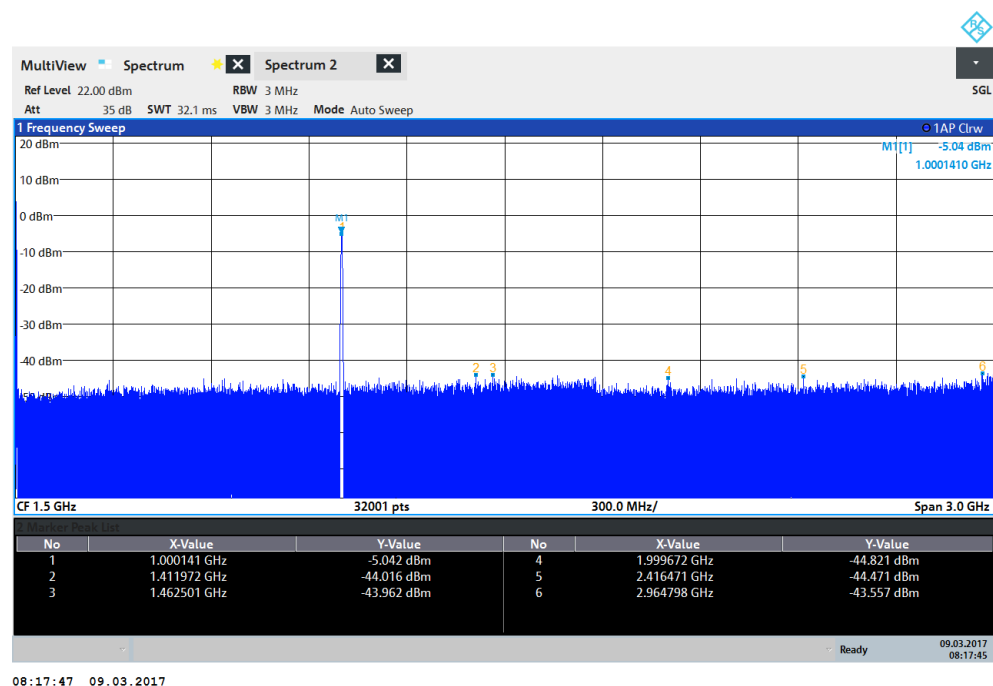 R&S
MultiView Spectrum Spectrum 2
Ref Level 22.00 dBm RBW 3 MHz SGL
Att 35 dB SWT 32.1 ms VBW 3 MHz Mode Auto Sweep
1 Frequency Sweep 1AP Clrw
20 dBm M1[1] -5.04 dBm
1.0001410 GHz
10 dBm
0 dBm M1
1
-10 dBm
-20 dBm
-30 dBm
-40 dBm
2 3 4 5 6
CF 1.5 GHz 32001 pts 300.0 MHz/ Span 3.0 GHz
2 Marker Peak List
No X-Value Y-Value No X-Value Y-Value
1 1.000141 GHz -5.042 dBm 4 1.999672 GHz -44.821 dBm
2 1.411972 GHz -44.016 dBm 5 2.416471 GHz -44.471 dBm
3 1.462501 GHz -43.962 dBm 6 2.964798 GHz -43.557 dBm
Ready 09.03.2017
08:17:45
08:17:47 09.03.2017